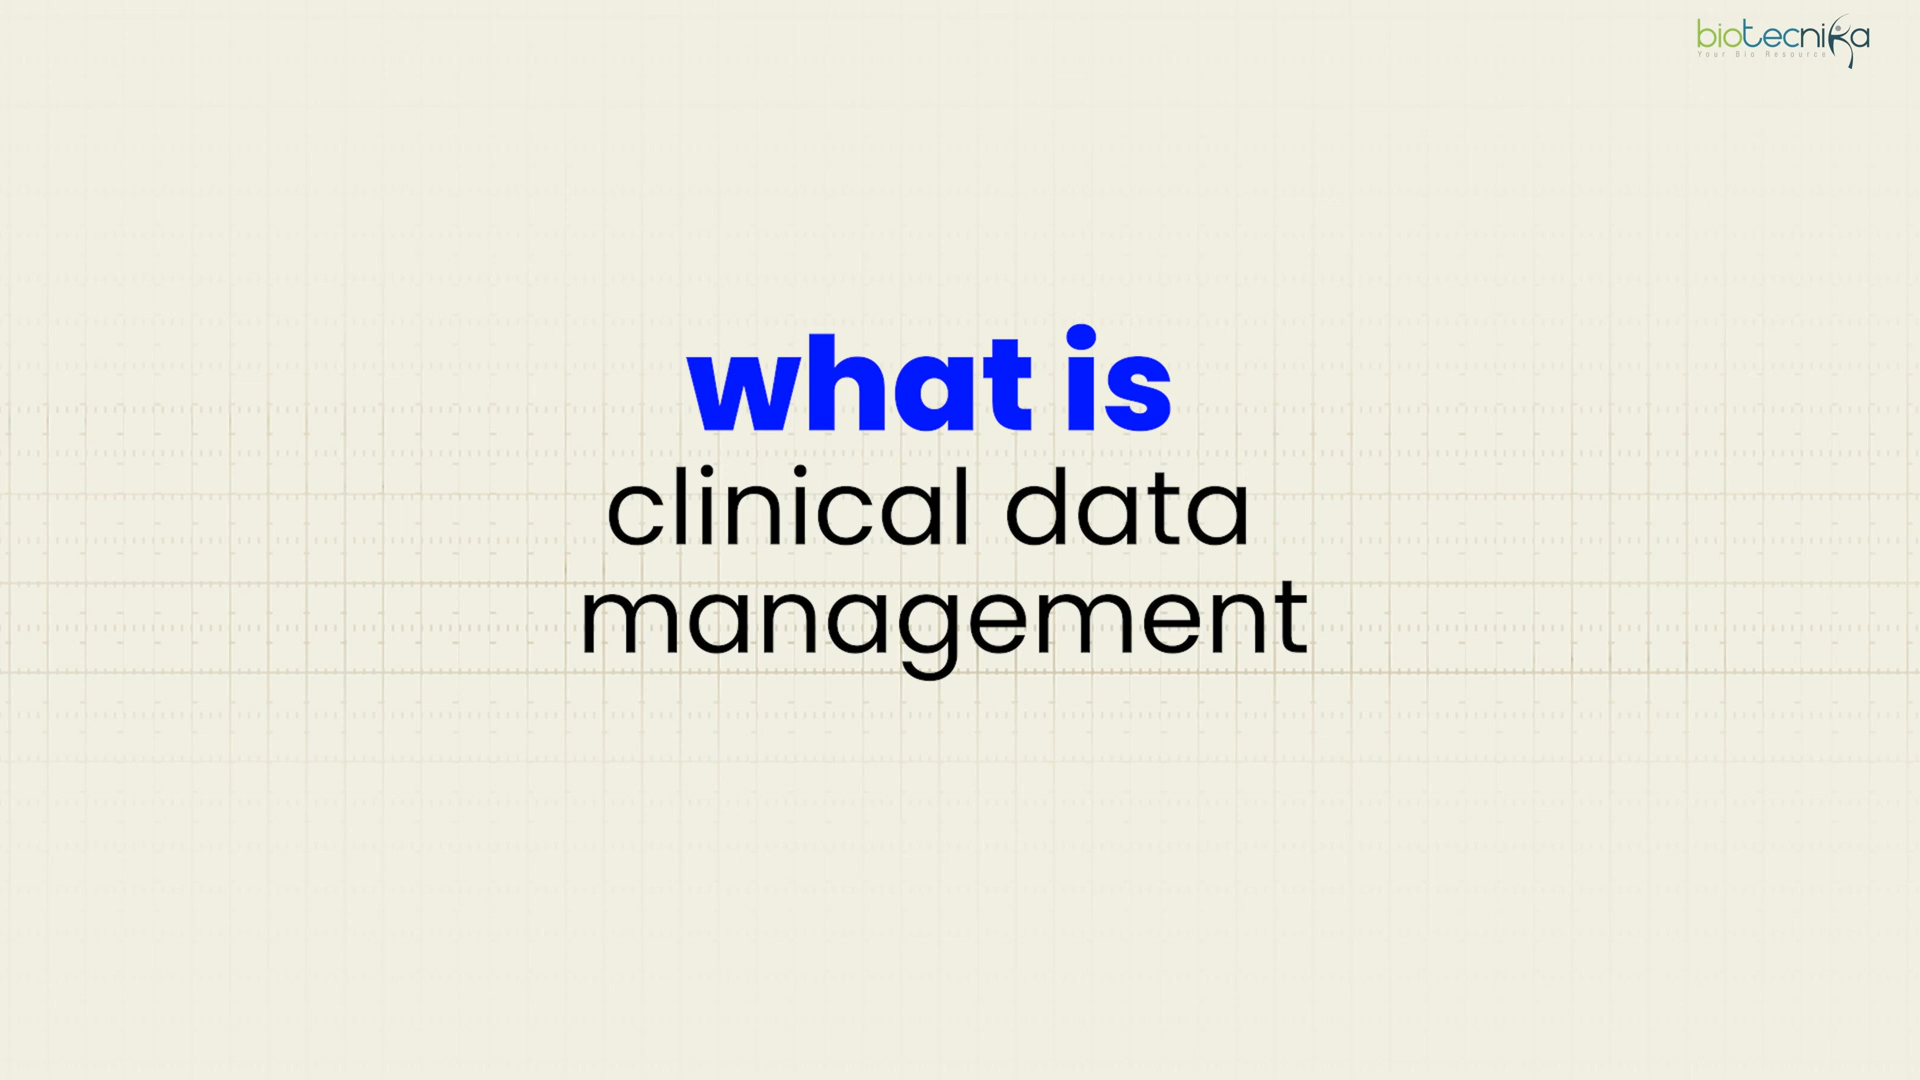 biotecnika
Your Bio Resource
what is
clinical data
management